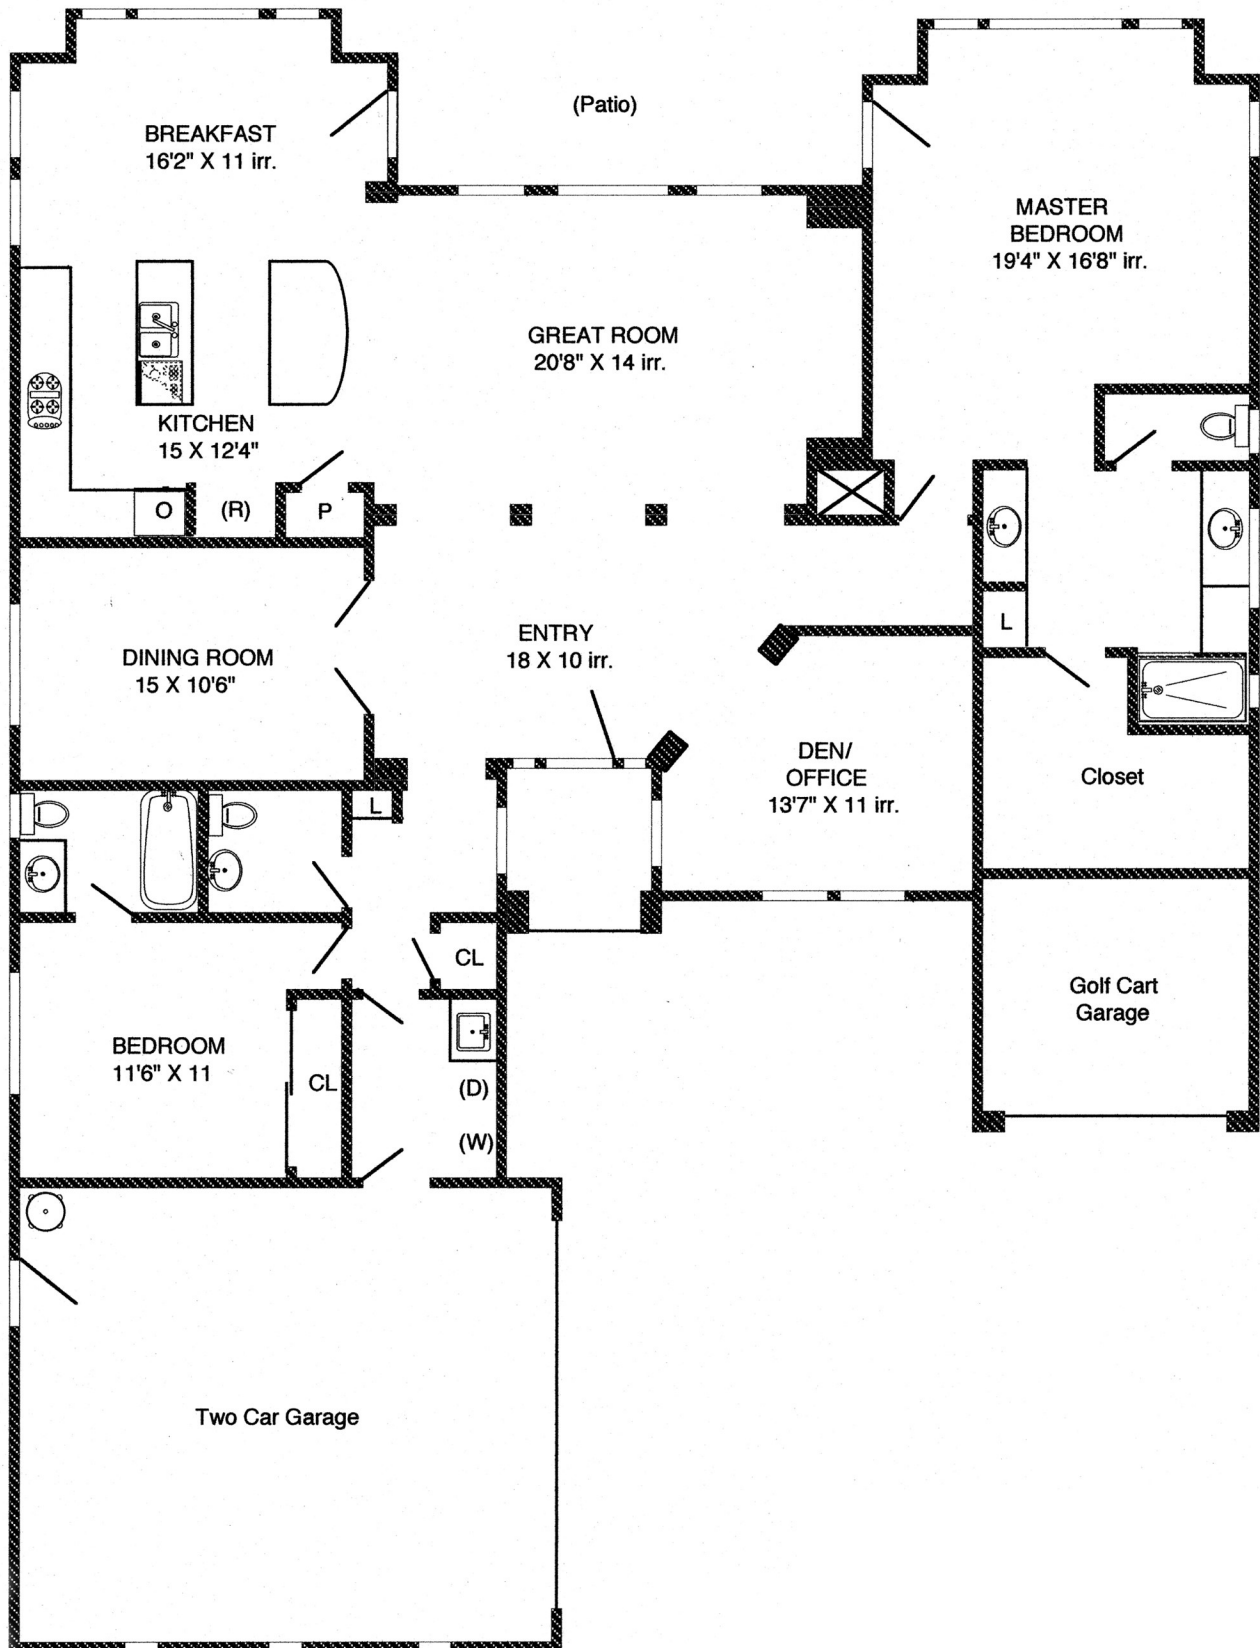 (Patio)
BREAKFAST
16'2" X 11 irr.
MASTER
BEDROOM
19'4" X 16'8" irr.
GREAT ROOM
20'8" X 14 irr.
KITCHEN
15 X 12'4"
O
(R)
P
L
ENTRY
18 X 10 irr.
DINING ROOM
15 X 10'6"
DEN/
OFFICE
13'7" X 11 irr.
Closet
L
CL
Golf Cart
Garage
BEDROOM
11'6" X 11
CL
(D)
(W)
Two Car Garage